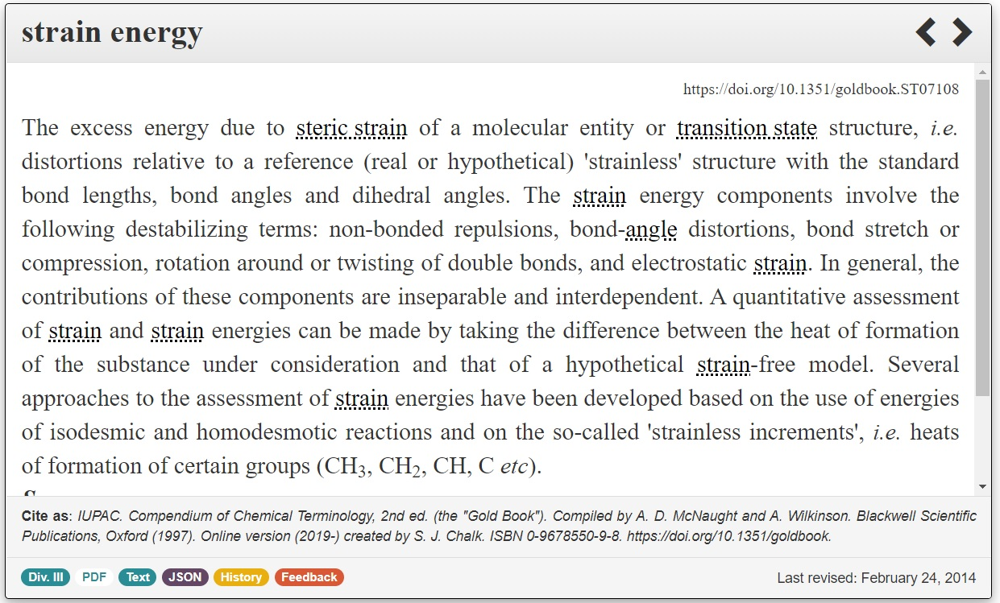 strain energy
https://doi.org/10.1351/goldbook.ST07108
The excess energy due to steric strain of a molecular entity or transition state structure, i.e.
distortions relative to a reference (real or hypothetical) 'strainless' structure with the standard
bond lengths, bond angles and dihedral angles. The strain energy components involve the
following destabilizing terms: non-bonded repulsions, bond-angle distortions, bond stretch or
compression, rotation around or twisting of double bonds, and electrostatic strain. In general, the
contributions of these components are inseparable and interdependent. A quantitative assessment
of strain and strain energies can be made by taking the difference between the heat of formation
of the substance under consideration and that of a hypothetical strain-free model. Several
approaches to the assessment of strain energies have been developed based on the use of energies
of isodesmic and homodesmotic reactions and on the so-called 'strainless increments', i.e. heats
of formation of certain groups (CH₃, CH₂, CH, C etc).
Cite as: IUPAC. Compendium of Chemical Terminology, 2nd ed. (the "Gold Book"). Compiled by A. D. McNaught and A. Wilkinson. Blackwell Scientific
Publications, Oxford (1997). Online version (2019-) created by S. J. Chalk. ISBN 0-9678550-9-8. https://doi.org/10.1351/goldbook.
Div. III PDF Text JSON History Feedback Last revised: February 24, 2014